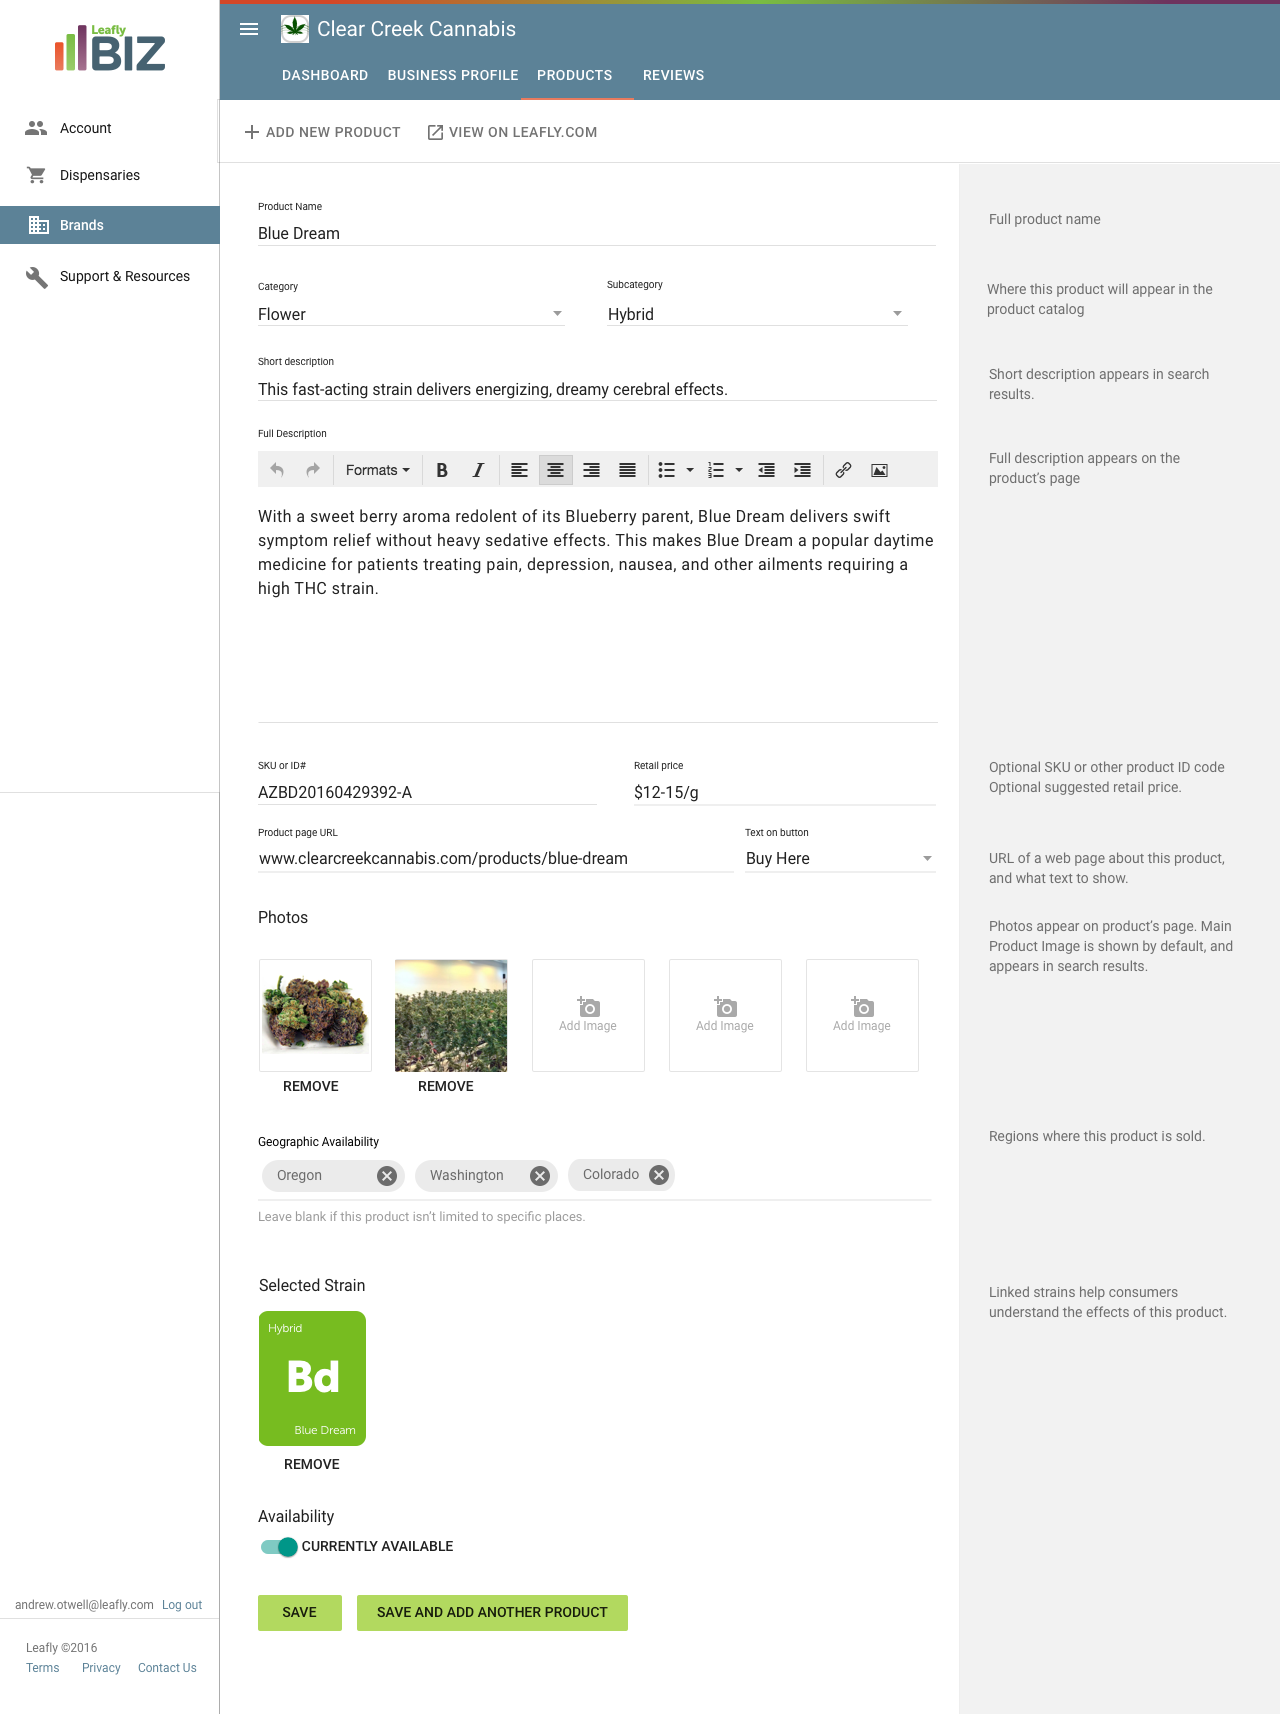 Leafly
BIZ
Account
Dispensaries
Brands
Support & Resources
Clear Creek Cannabis
DASHBOARD BUSINESS PROFILE PRODUCTS REVIEWS
ADD NEW PRODUCT VIEW ON LEAFLY.COM
Product Name
Blue Dream
Full product name
Category Subcategory
Flower Hybrid
Where this product will appear in the
product catalog
Short description
This fast-acting strain delivers energizing, dreamy cerebral effects.
Short description appears in search
results.
Full Description
Formats B I
Full description appears on the
product’s page
With a sweet berry aroma redolent of its Blueberry parent, Blue Dream delivers swift
symptom relief without heavy sedative effects. This makes Blue Dream a popular daytime
medicine for patients treating pain, depression, nausea, and other ailments requiring a
high THC strain.
SKU or ID# Retail price
AZBD20160429392-A $12-15/g
Optional SKU or other product ID code
Optional suggested retail price.
Product page URL Text on button
www.clearcreekcannabis.com/products/blue-dream Buy Here
URL of a web page about this product,
and what text to show.
Photos
Photos appear on product’s page. Main
Product Image is shown by default, and
appears in search results.
Add Image Add Image Add Image
REMOVE REMOVE
Geographic Availability
Oregon Washington Colorado
Leave blank if this product isn’t limited to specific places.
Regions where this product is sold.
Selected Strain
Linked strains help consumers
understand the effects of this product.
Hybrid
Bd
Blue Dream
REMOVE
Availability
CURRENTLY AVAILABLE
SAVE SAVE AND ADD ANOTHER PRODUCT
andrew.otwell@leafly.com Log out
Leafly ©2016
Terms Privacy Contact Us